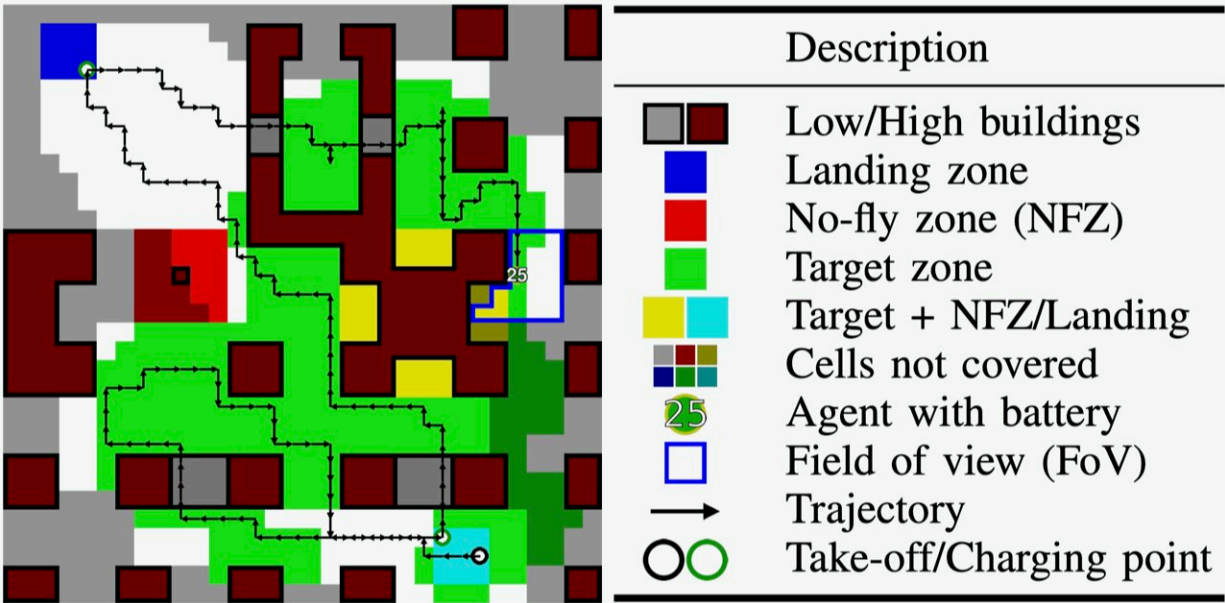 25
Description
Low/High buildings
Landing zone
No-fly zone (NFZ)
Target zone
Target + NFZ/Landing
Cells not covered
25 Agent with battery
Field of view (FoV)
Trajectory
Take-off/Charging point